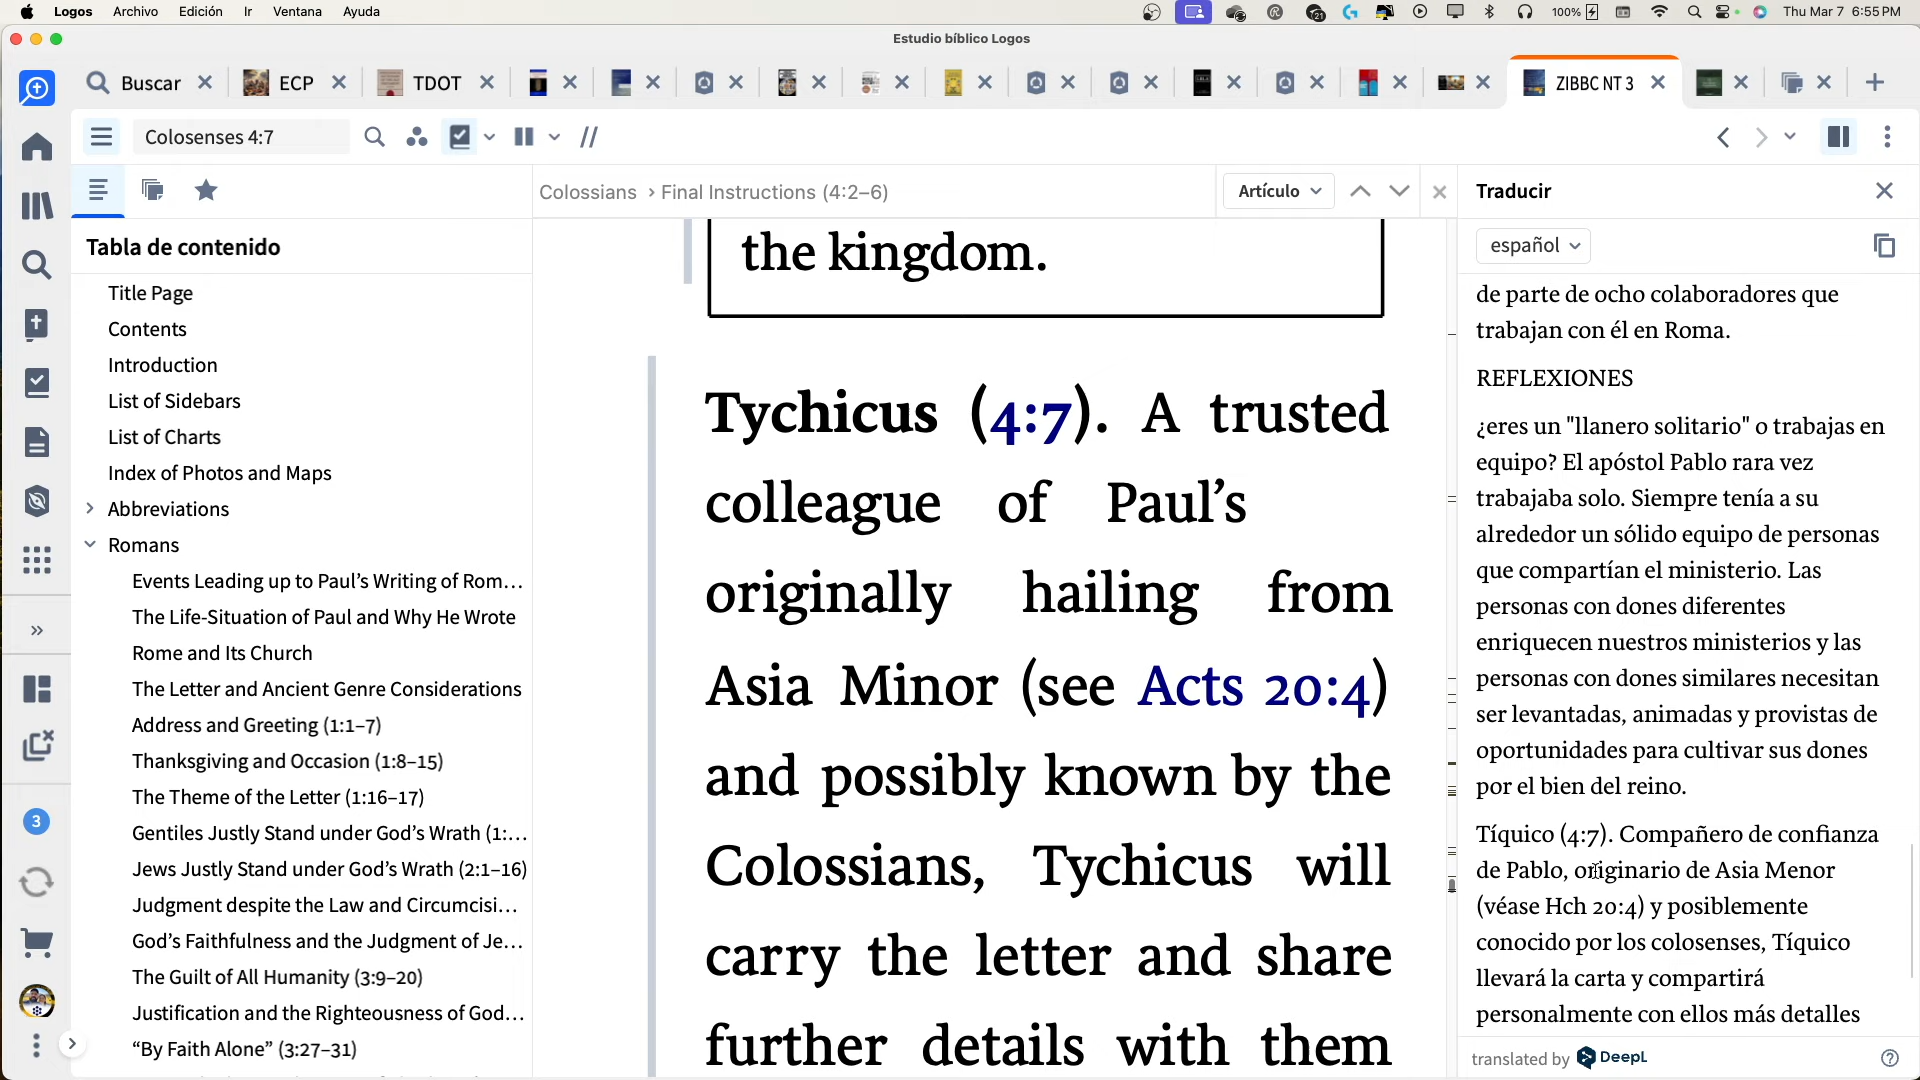 Logos Archivo Edición Ir Ventana Ayuda
21 100% Thu Mar 7 6:55 PM
Estudio bíblico Logos
Buscar ECP TDOT ZIBBC NT 3
Colosenses 4:7
Colossians › Final Instructions (4:2–6)
Artículo
Tabla de contenido
Title Page
Contents
Introduction
List of Sidebars
List of Charts
Index of Photos and Maps
Abbreviations
Romans
Events Leading up to Paul’s Writing of Rom…
The Life-Situation of Paul and Why He Wrote
Rome and Its Church
The Letter and Ancient Genre Considerations
Address and Greeting (1:1–7)
Thanksgiving and Occasion (1:8–15)
The Theme of the Letter (1:16–17)
Gentiles Justly Stand under God’s Wrath (1:…
Jews Justly Stand under God’s Wrath (2:1–16)
Judgment despite the Law and Circumcisi…
God’s Faithfulness and the Judgment of Je…
The Guilt of All Humanity (3:9–20)
Justification and the Righteousness of God…
“By Faith Alone” (3:27–31)
3
the kingdom.
Tychicus (4:7). A trusted
colleague of Paul’s
originally hailing from
Asia Minor (see Acts 20:4)
and possibly known by the
Colossians, Tychicus will
carry the letter and share
further details with them
Traducir
español
de parte de ocho colaboradores que
trabajan con él en Roma.
REFLEXIONES
¿eres un "llanero solitario" o trabajas en
equipo? El apóstol Pablo rara vez
trabajaba solo. Siempre tenía a su
alrededor un sólido equipo de personas
que compartían el ministerio. Las
personas con dones diferentes
enriquecen nuestros ministerios y las
personas con dones similares necesitan
ser levantadas, animadas y provistas de
oportunidades para cultivar sus dones
por el bien del reino.
Tíquico (4:7). Compañero de confianza
de Pablo, originario de Asia Menor
(véase Hch 20:4) y posiblemente
conocido por los colosenses, Tíquico
llevará la carta y compartirá
personalmente con ellos más detalles
translated by DeepL